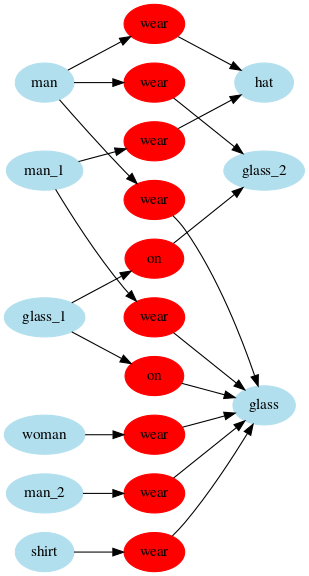 wear
man
wear
hat
wear
man_1
glass_2
wear
on
glass_1
wear
on
glass
woman
wear
man_2
wear
shirt
wear